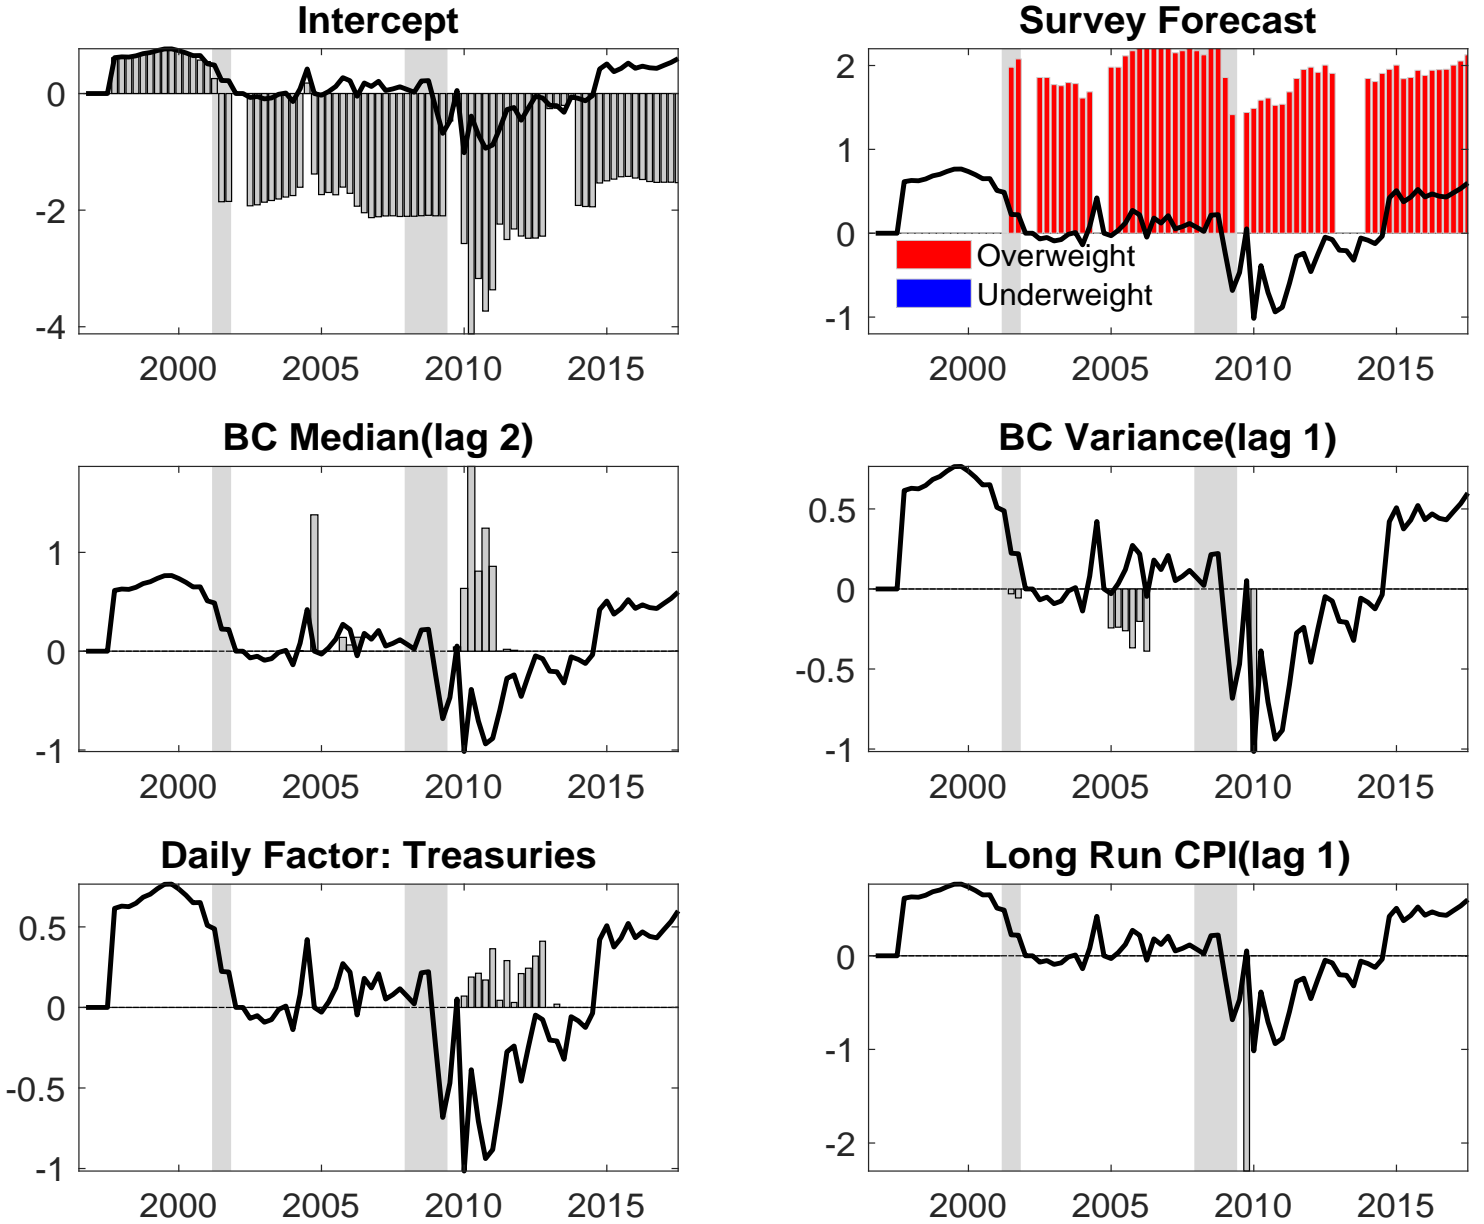 Intercept
0
-2
-4
2000 2005 2010 2015
Survey Forecast
2
1
0
-1
Overweight
Underweight
2000 2005 2010 2015
BC Median(lag 2)
1
0
-1
2000 2005 2010 2015
BC Variance(lag 1)
0.5
0
-0.5
-1
2000 2005 2010 2015
Daily Factor: Treasuries
0.5
0
-0.5
-1
2000 2005 2010 2015
Long Run CPI(lag 1)
0
-1
-2
2000 2005 2010 2015